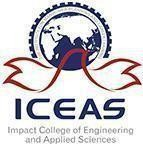 ICEAS
Impact College of Engineering
and Applied Sciences